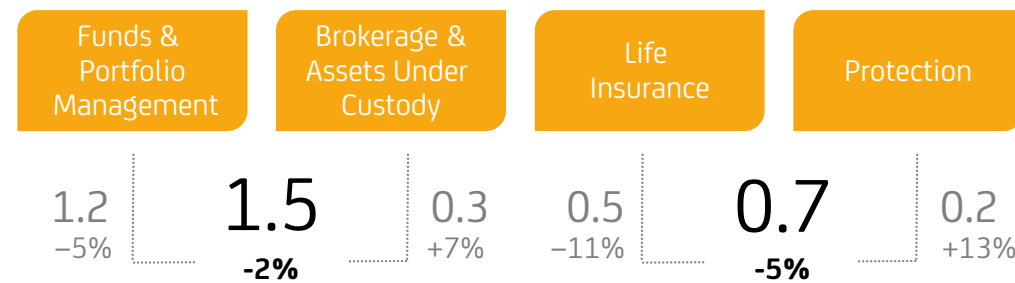 Funds &
Portfolio
Management
Brokerage &
Assets Under
Custody
Life
Insurance
Protection
1.2
–5%
1.5
-2%
0.3
+7%
0.5
–11%
0.7
-5%
0.2
+13%